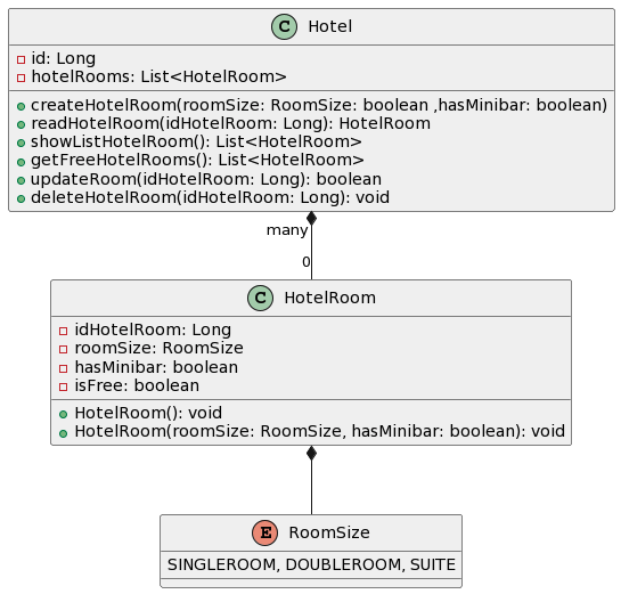 C Hotel
id: Long
hotelRooms: List<HotelRoom>
createHotelRoom(roomSize: RoomSize: boolean ,hasMinibar: boolean)
readHotelRoom(idHotelRoom: Long): HotelRoom
showListHotelRoom(): List<HotelRoom>
getFreeHotelRooms(): List<HotelRoom>
updateRoom(idHotelRoom: Long): boolean
deleteHotelRoom(idHotelRoom: Long): void
many
0
C HotelRoom
idHotelRoom: Long
roomSize: RoomSize
hasMinibar: boolean
isFree: boolean
HotelRoom(): void
HotelRoom(roomSize: RoomSize, hasMinibar: boolean): void
E RoomSize
SINGLEROOM, DOUBLEROOM, SUITE